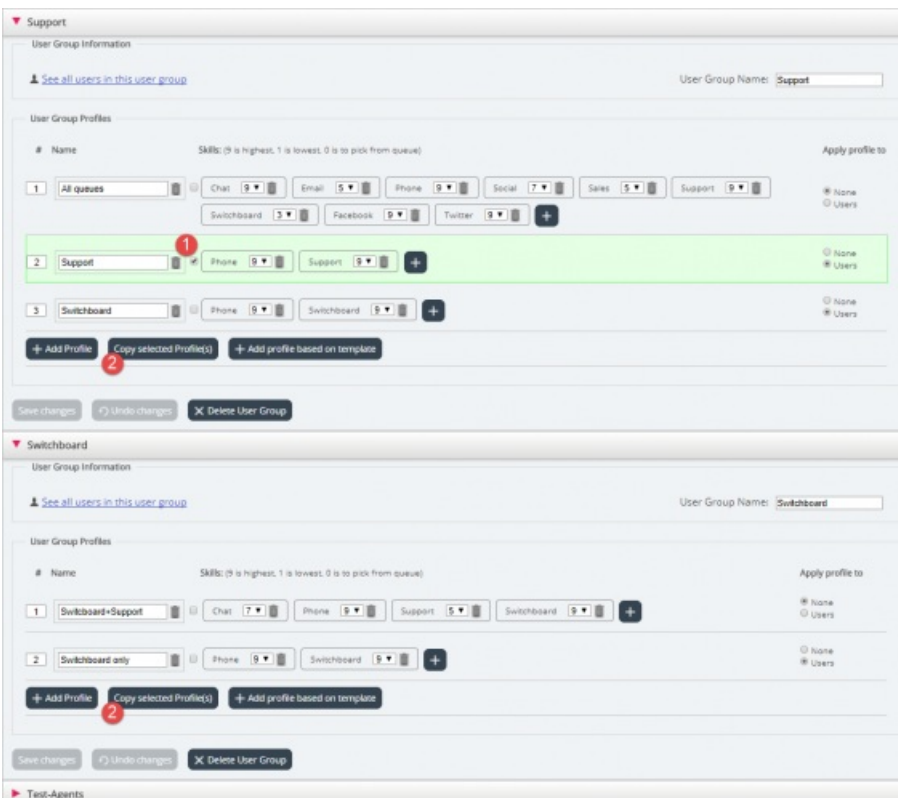 Support
User Group Information
See all users in this user group User Group Name: Support
User Group Profiles
# Name Skills: (9 is highest, 1 is lowest, 0 is to pick from queue) Apply profile to
1 All queues Chat 9 Email 5 Phone 9 Social 7 Sales 5 Support 9 None
Users
Switchboard 3 Facebook 9 Twitter 9 +
1
2 Support Phone 9 Support 9 + None
Users
3 Switchboard Phone 9 Switchboard 9 + None
Users
+ Add Profile Copy selected Profile(s) + Add profile based on template
2
Save changes Undo changes X Delete User Group
Switchboard
User Group Information
See all users in this user group User Group Name: Switchboard
User Group Profiles
# Name Skills: (9 is highest, 1 is lowest, 0 is to pick from queue) Apply profile to
1 Switcboard+Support Chat 7 Phone 9 Support 5 Switchboard 9 + None
Users
2 Switchboard only Phone 9 Switchboard 9 + None
Users
+ Add Profile Copy selected Profile(s) + Add profile based on template
2
Save changes Undo changes X Delete User Group
Test-Agents